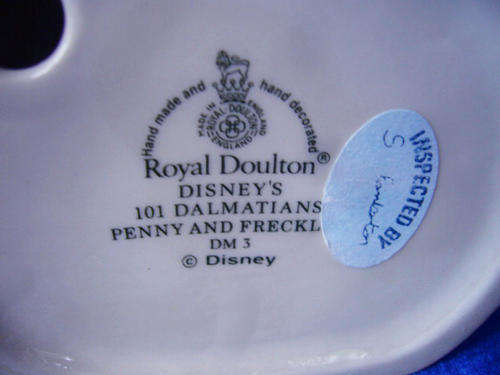 Hand made and hand decorated
MADE IN ENGLAND
ROYAL DOULTON
ENGLAND
Royal Doulton®
DISNEY'S
101 DALMATIANS
PENNY AND FRECKL
DM 3
© Disney
INSPECTED BY
S